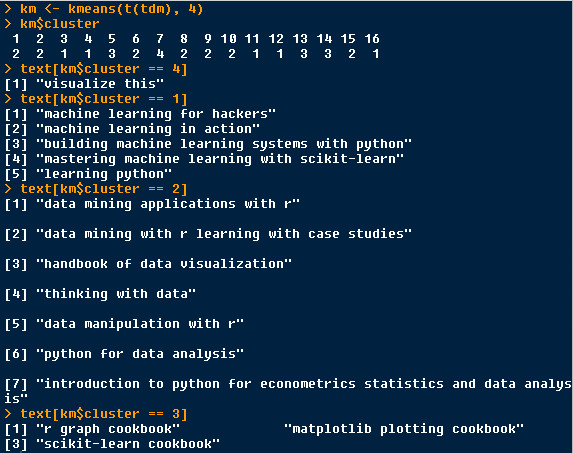 > km <- kmeans(t(tdm), 4)
> km$cluster
1 2 3 4 5 6 7 8 9 10 11 12 13 14 15 16
2 2 1 1 3 2 4 2 2 2 1 1 3 3 2 1
> text[km$cluster == 4]
[1] "visualize this"
> text[km$cluster == 1]
[1] "machine learning for hackers"
[2] "machine learning in action"
[3] "building machine learning systems with python"
[4] "mastering machine learning with scikit-learn"
[5] "learning python"
> text[km$cluster == 2]
[1] "data mining applications with r"
[2] "data mining with r learning with case studies"
[3] "handbook of data visualization"
[4] "thinking with data"
[5] "data manipulation with r"
[6] "python for data analysis"
[7] "introduction to python for econometrics statistics and data analys
is"
> text[km$cluster == 3]
[1] "r graph cookbook" "matplotlib plotting cookbook"
[3] "scikit-learn cookbook"